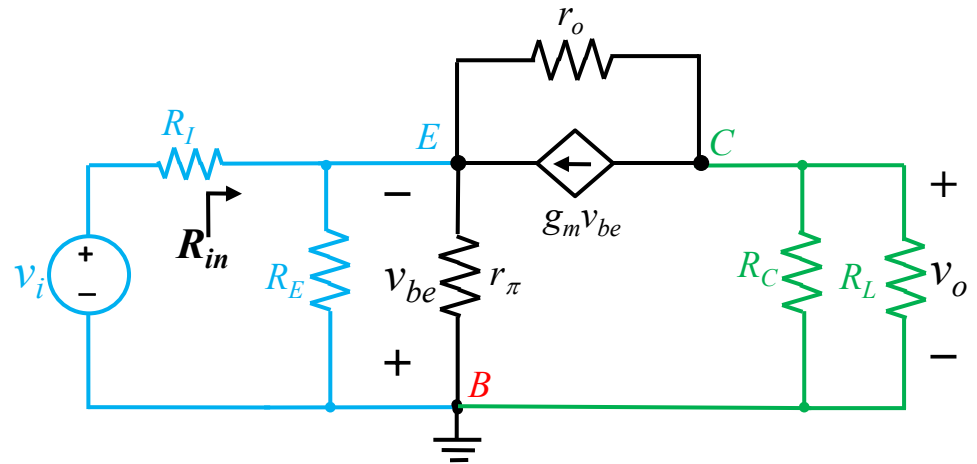 r_o
R_I
E
C
−
+
g_m v_be
R_in
+
v_i
−
R_E
v_be
r_π
R_C
R_L
v_o
+
−
B